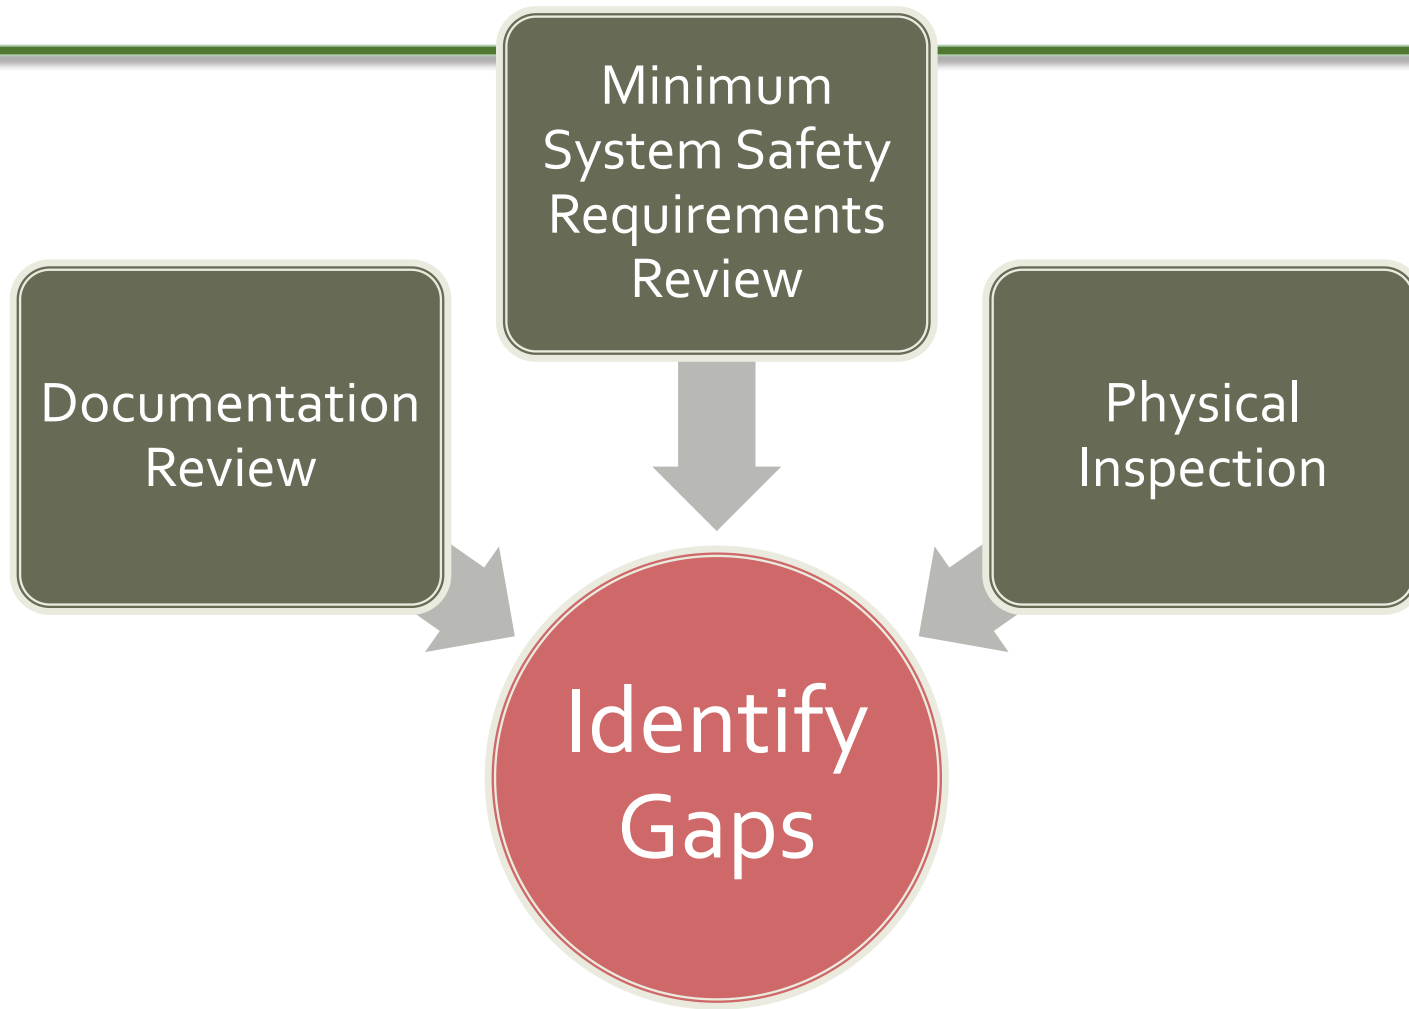 Minimum
System Safety
Requirements
Review
Documentation
Review
Physical
Inspection
Identify
Gaps